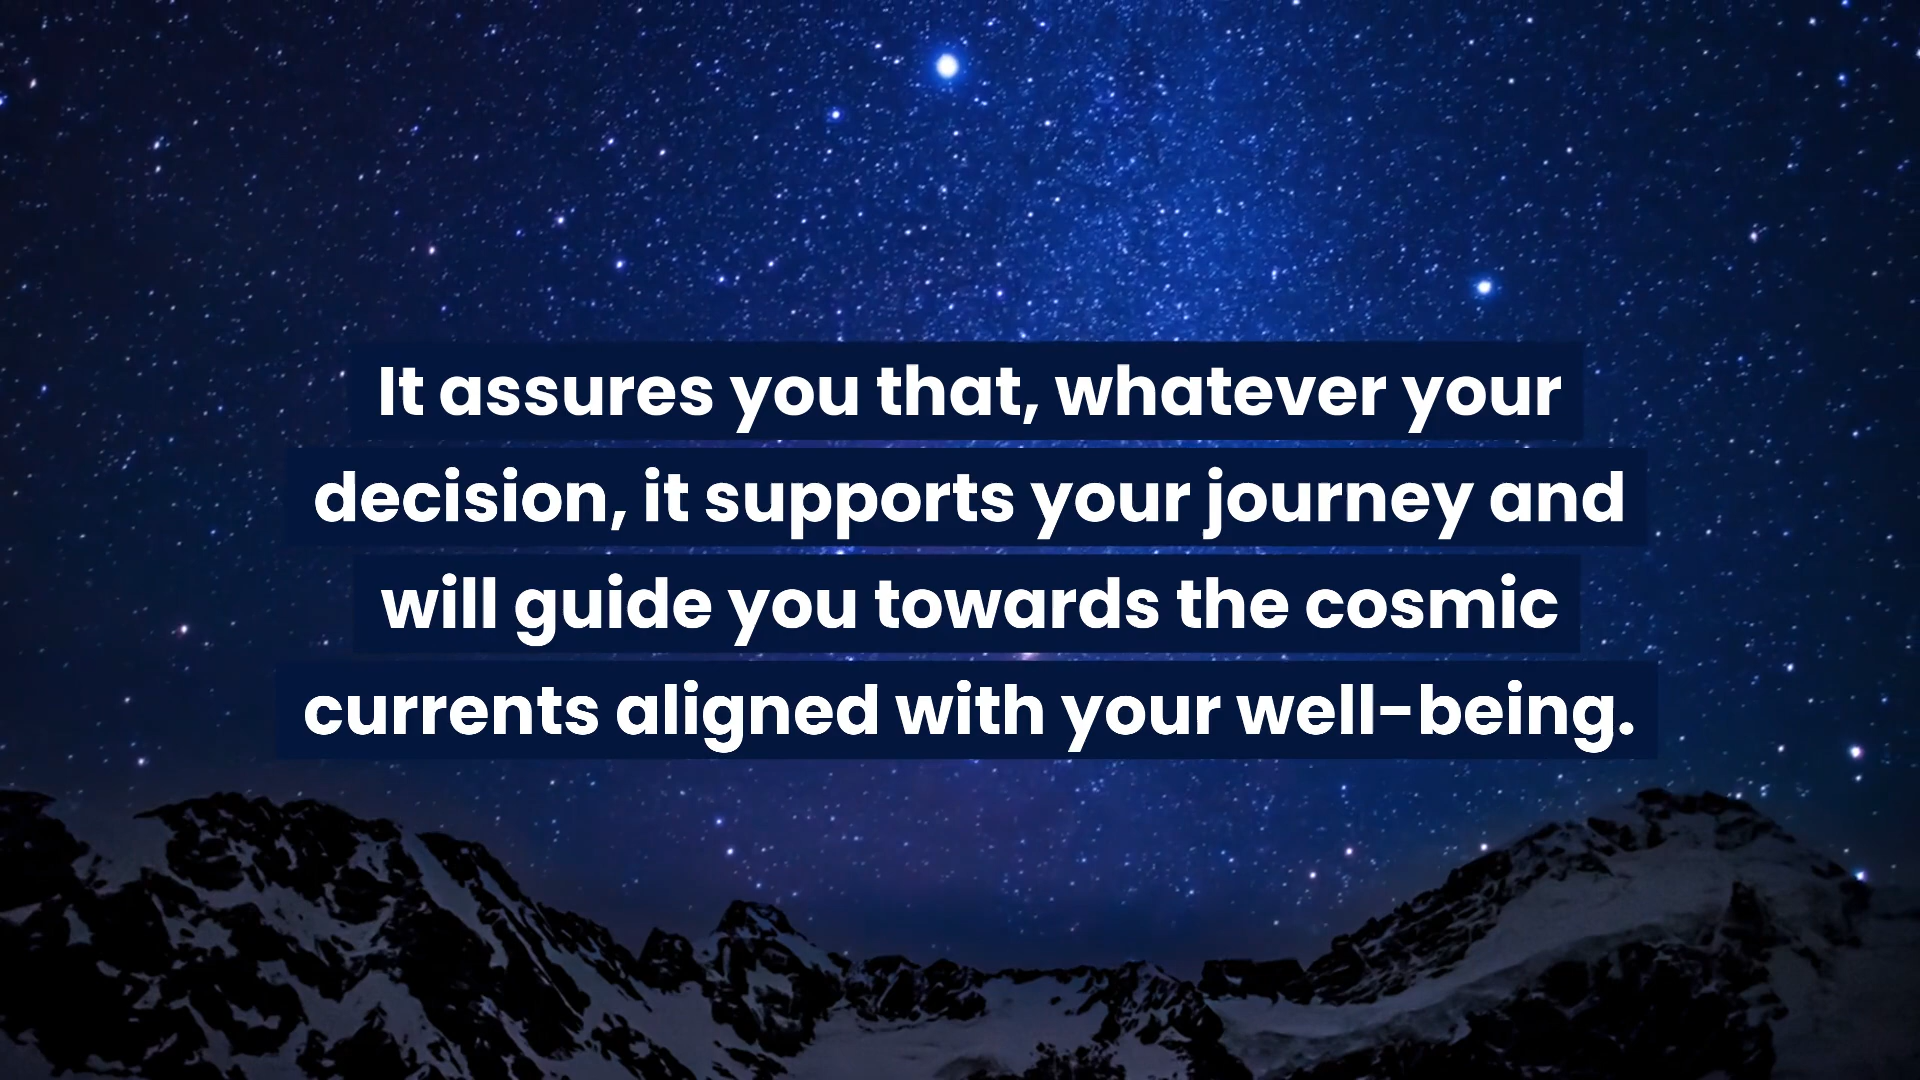 It assures you that, whatever your
decision, it supports your journey and
will guide you towards the cosmic
currents aligned with your well-being.